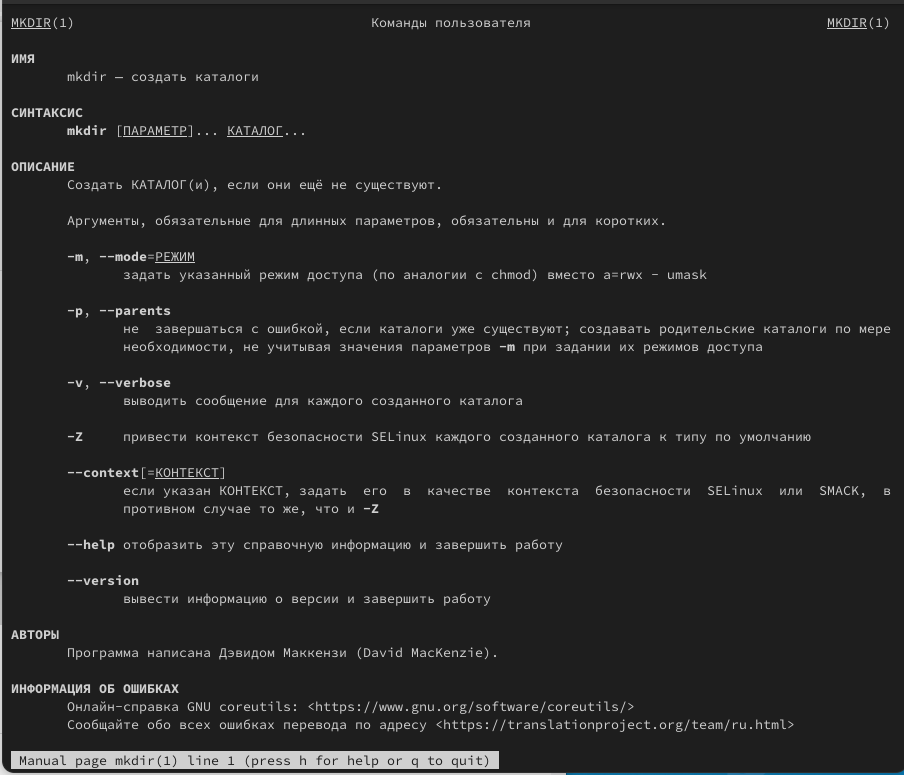 MKDIR(1) Команды пользователя MKDIR(1)
ИМЯ
mkdir — создать каталоги
СИНТАКСИС
mkdir [ПАРАМЕТР]... КАТАЛОГ...
ОПИСАНИЕ
Создать КАТАЛОГ(и), если они ещё не существуют.
Аргументы, обязательные для длинных параметров, обязательны и для коротких.
-m, --mode=РЕЖИМ
задать указанный режим доступа (по аналогии с chmod) вместо a=rwx - umask
-p, --parents
не завершаться с ошибкой, если каталоги уже существуют; создавать родительские каталоги по мере
необходимости, не учитывая значения параметров -m при задании их режимов доступа
-v, --verbose
выводить сообщение для каждого созданного каталога
-Z привести контекст безопасности SELinux каждого созданного каталога к типу по умолчанию
--context[=КОНТЕКСТ]
если указан КОНТЕКСТ, задать его в качестве контекста безопасности SELinux или SMACK, в
противном случае то же, что и -Z
--help отобразить эту справочную информацию и завершить работу
--version
вывести информацию о версии и завершить работу
АВТОРЫ
Программа написана Дэвидом Маккензи (David MacKenzie).
ИНФОРМАЦИЯ ОБ ОШИБКАХ
Онлайн-справка GNU coreutils: <https://www.gnu.org/software/coreutils/>
Сообщайте обо всех ошибках перевода по адресу <https://translationproject.org/team/ru.html>
Manual page mkdir(1) line 1 (press h for help or q to quit)